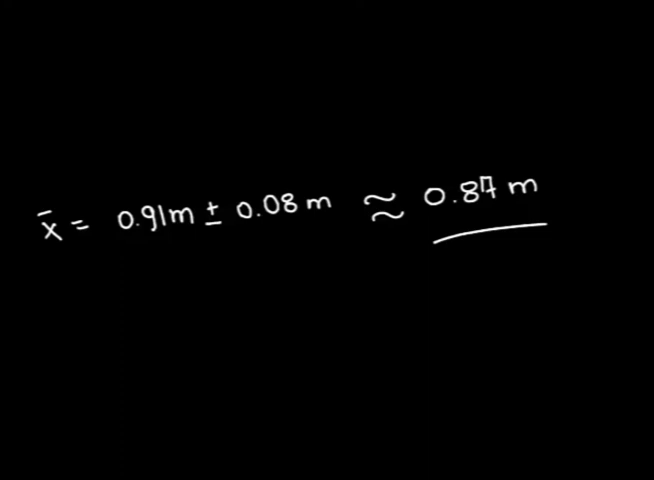 x̄ = 0.91m ± 0.08 m ≈ 0.87 m